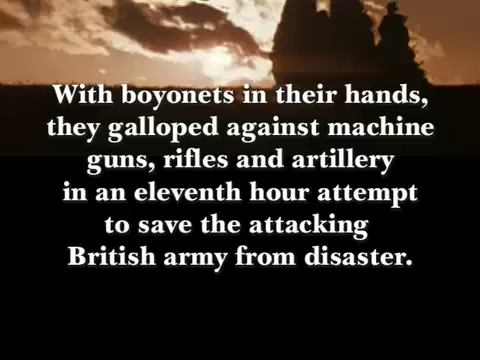 With boyonets in their hands,
they galloped against machine
guns, rifles and artillery
in an eleventh hour attempt
to save the attacking
British army from disaster.